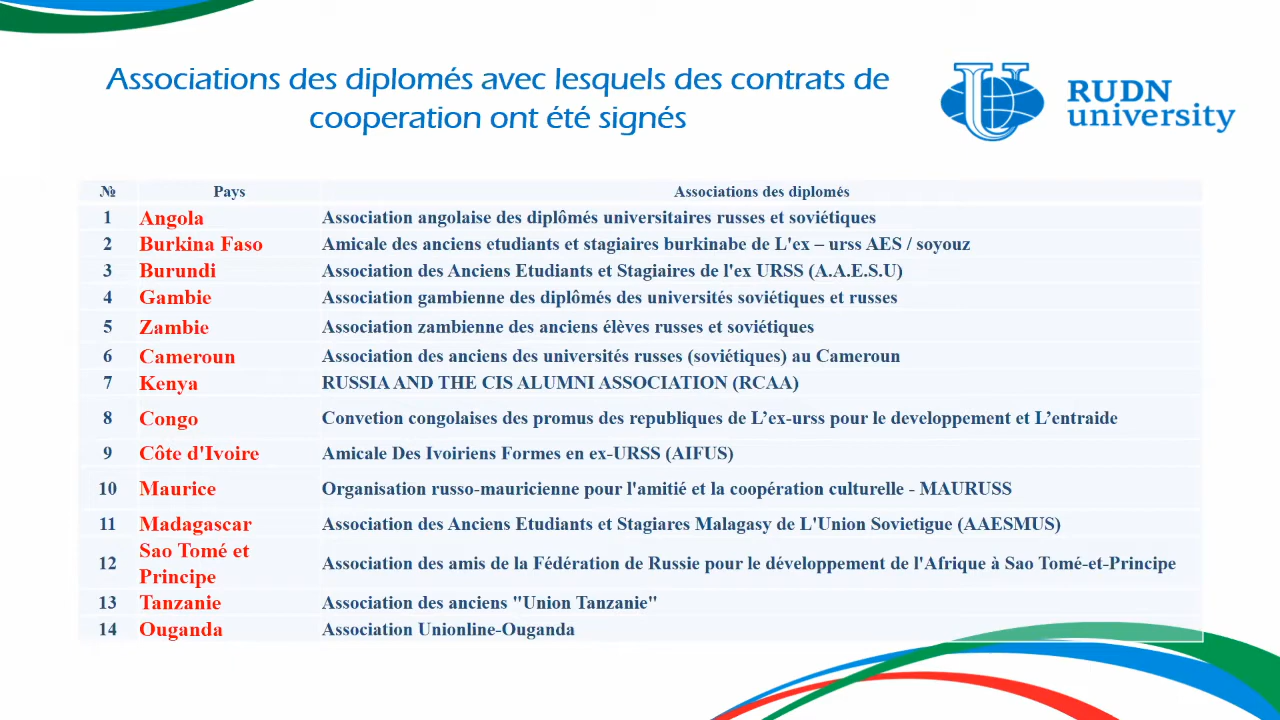 Associations des diplomés avec lesquels des contrats de
cooperation ont été signés
RUDN
university
№ Pays Associations des diplomés
1 Angola Association angolaise des diplômés universitaires russes et soviétiques
2 Burkina Faso Amicale des anciens etudiants et stagiaires burkinabe de L'ex – urss AES / soyouz
3 Burundi Association des Anciens Etudiants et Stagiaires de l'ex URSS (A.A.E.S.U)
4 Gambie Association gambienne des diplômés des universités soviétiques et russes
5 Zambie Association zambienne des anciens élèves russes et soviétiques
6 Cameroun Association des anciens des universités russes (soviétiques) au Cameroun
7 Kenya RUSSIA AND THE CIS ALUMNI ASSOCIATION (RCAA)
8 Congo Convetion congolaises des promus des republiques de L’ex-urss pour le developpement et L’entraide
9 Côte d'Ivoire Amicale Des Ivoiriens Formes en ex-URSS (AIFUS)
10 Maurice Organisation russo-mauricienne pour l'amitié et la coopération culturelle - MAURUSS
11 Madagascar Association des Anciens Etudiants et Stagiares Malagasy de L'Union Sovietigue (AAESMUS)
12 Sao Tomé et
Principe Association des amis de la Fédération de Russie pour le développement de l'Afrique à Sao Tomé-et-Principe
13 Tanzanie Association des anciens "Union Tanzanie"
14 Ouganda Association Unionline-Ouganda